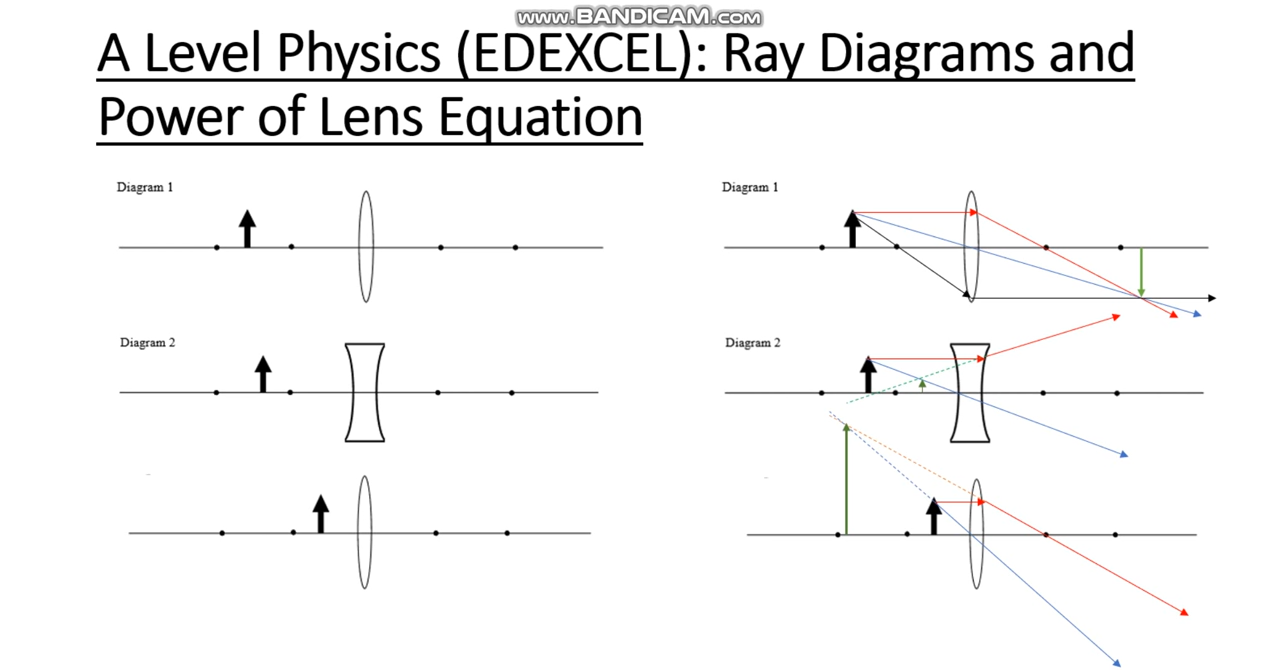 www.BANDICAM.com
A Level Physics (EDEXCEL): Ray Diagrams and
Power of Lens Equation
Diagram 1
Diagram 1
Diagram 2
Diagram 2